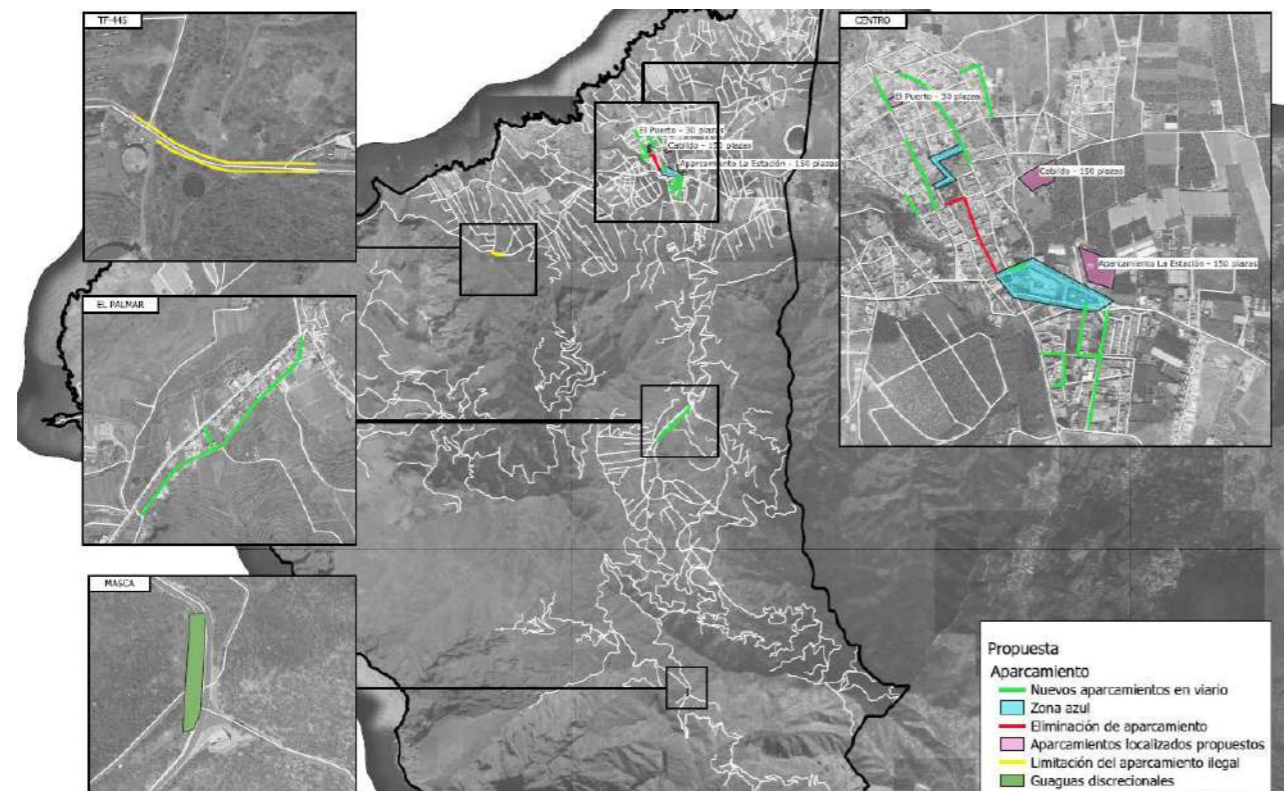 TF-445
CENTRO
El Puerto - 30 plazas
Cabildo - 150 plazas
Aparcamiento La Estación - 150 plazas
El Puerto - 30 plazas
Cabildo - 150 plazas
Aparcamiento La Estación - 150 plazas
EL PALMAR
MASCA
Propuesta
Aparcamiento
Nuevos aparcamientos en viario
Zona azul
Eliminación de aparcamiento
Aparcamientos localizados propuestos
Limitación del aparcamiento ilegal
Guaguas discrecionales